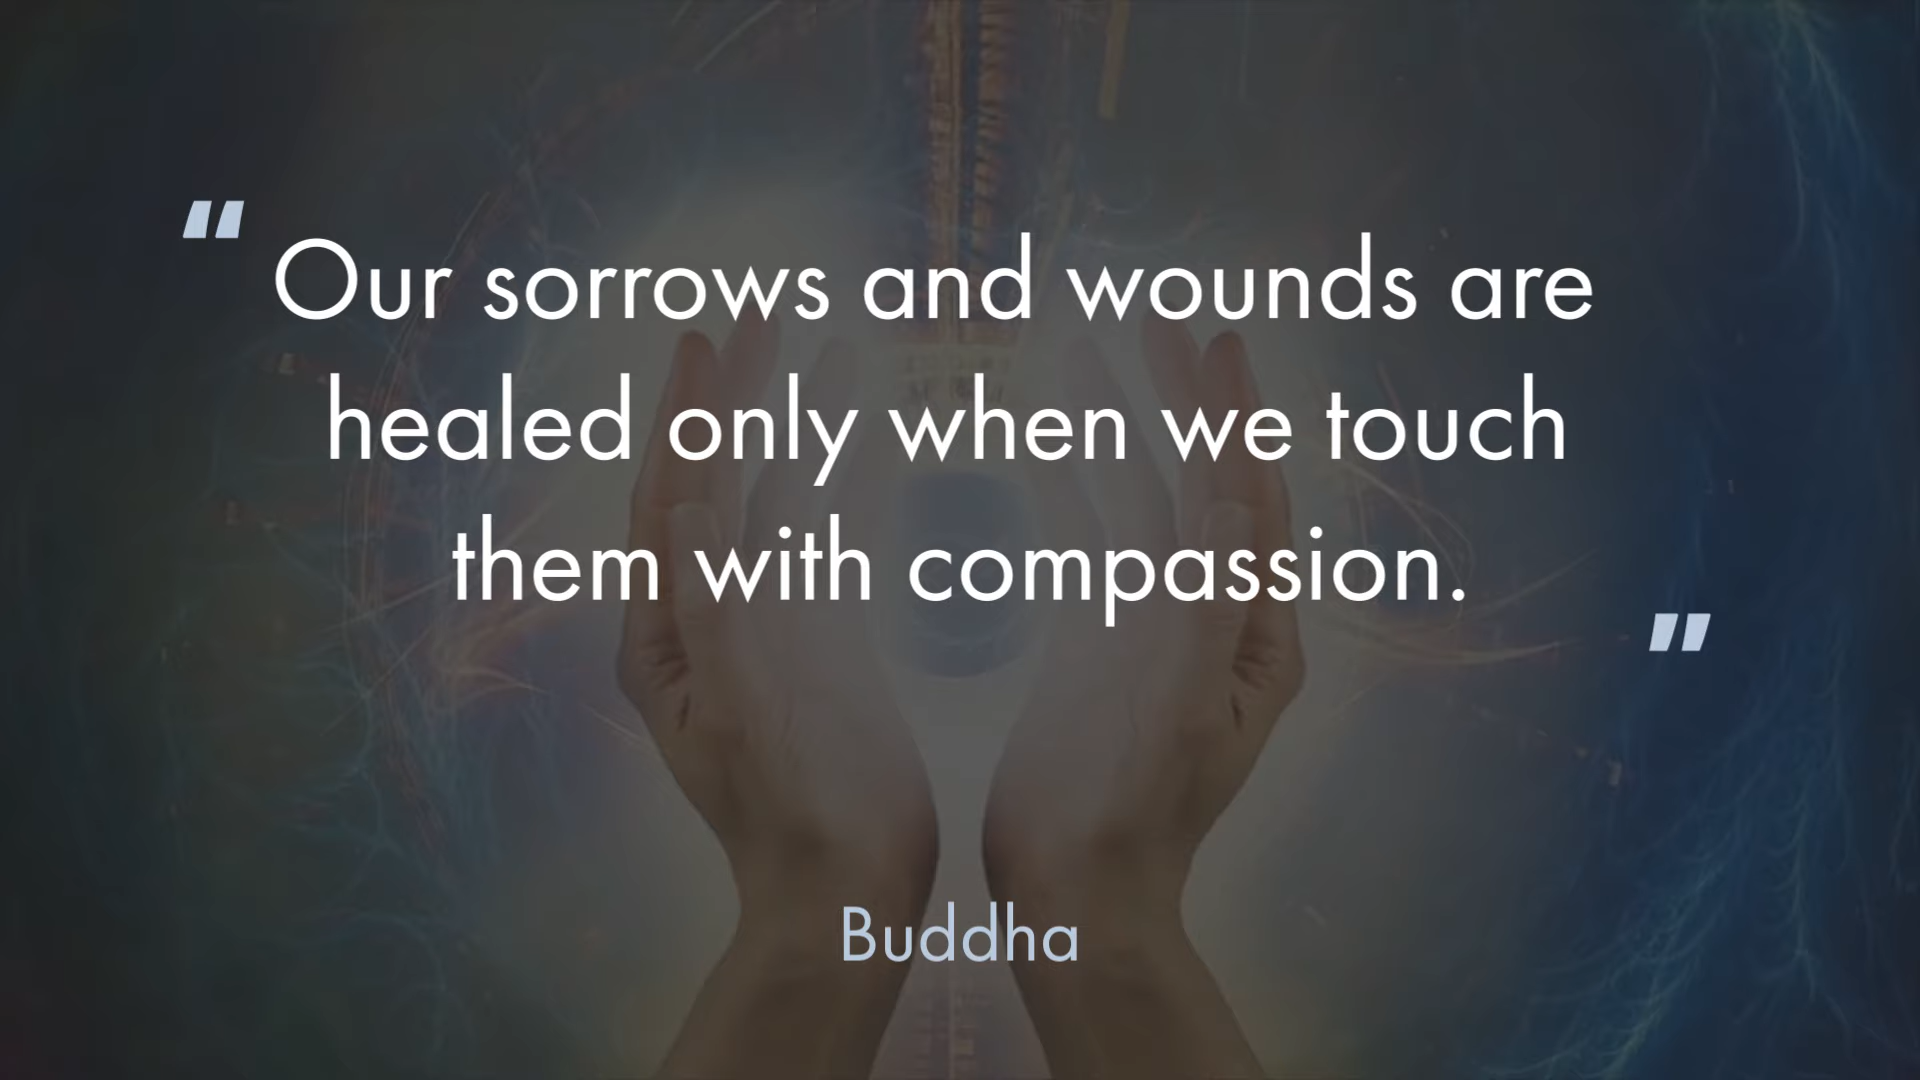 “Our sorrows and wounds are
healed only when we touch
them with compassion.”
Buddha